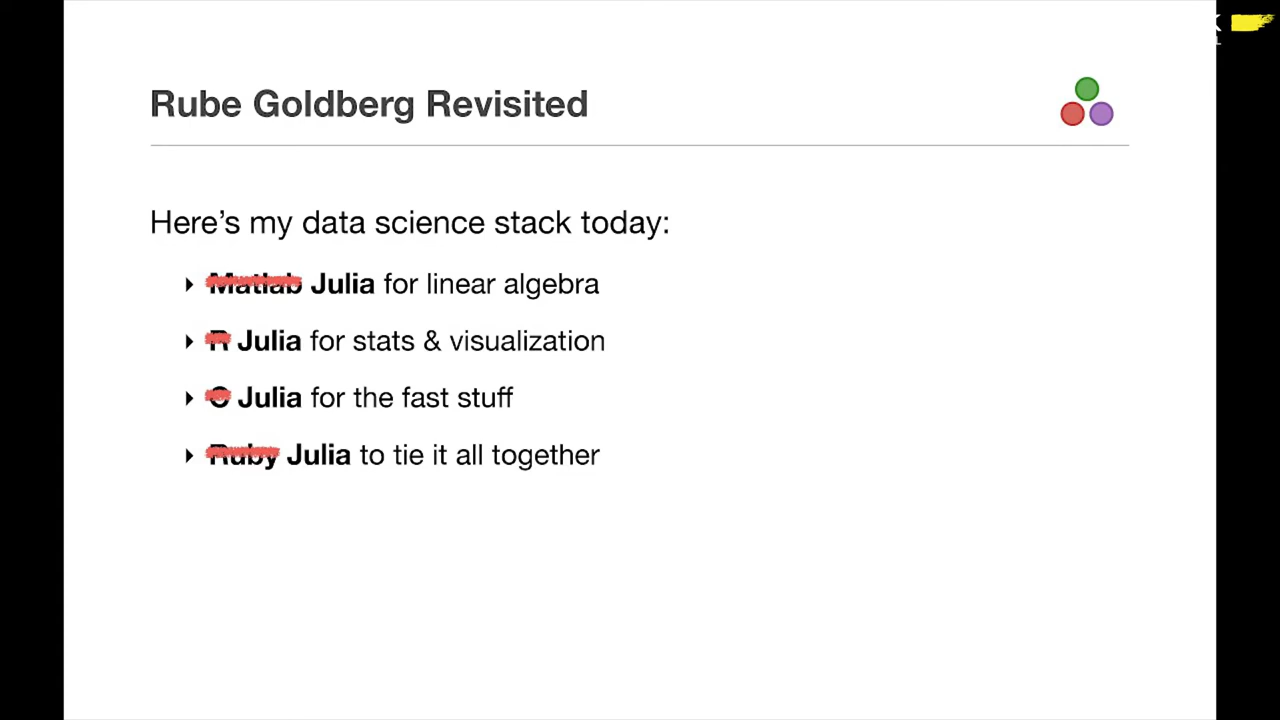 Rube Goldberg Revisited
Here’s my data science stack today:
Matlab Julia for linear algebra
R Julia for stats & visualization
C Julia for the fast stuff
Ruby Julia to tie it all together